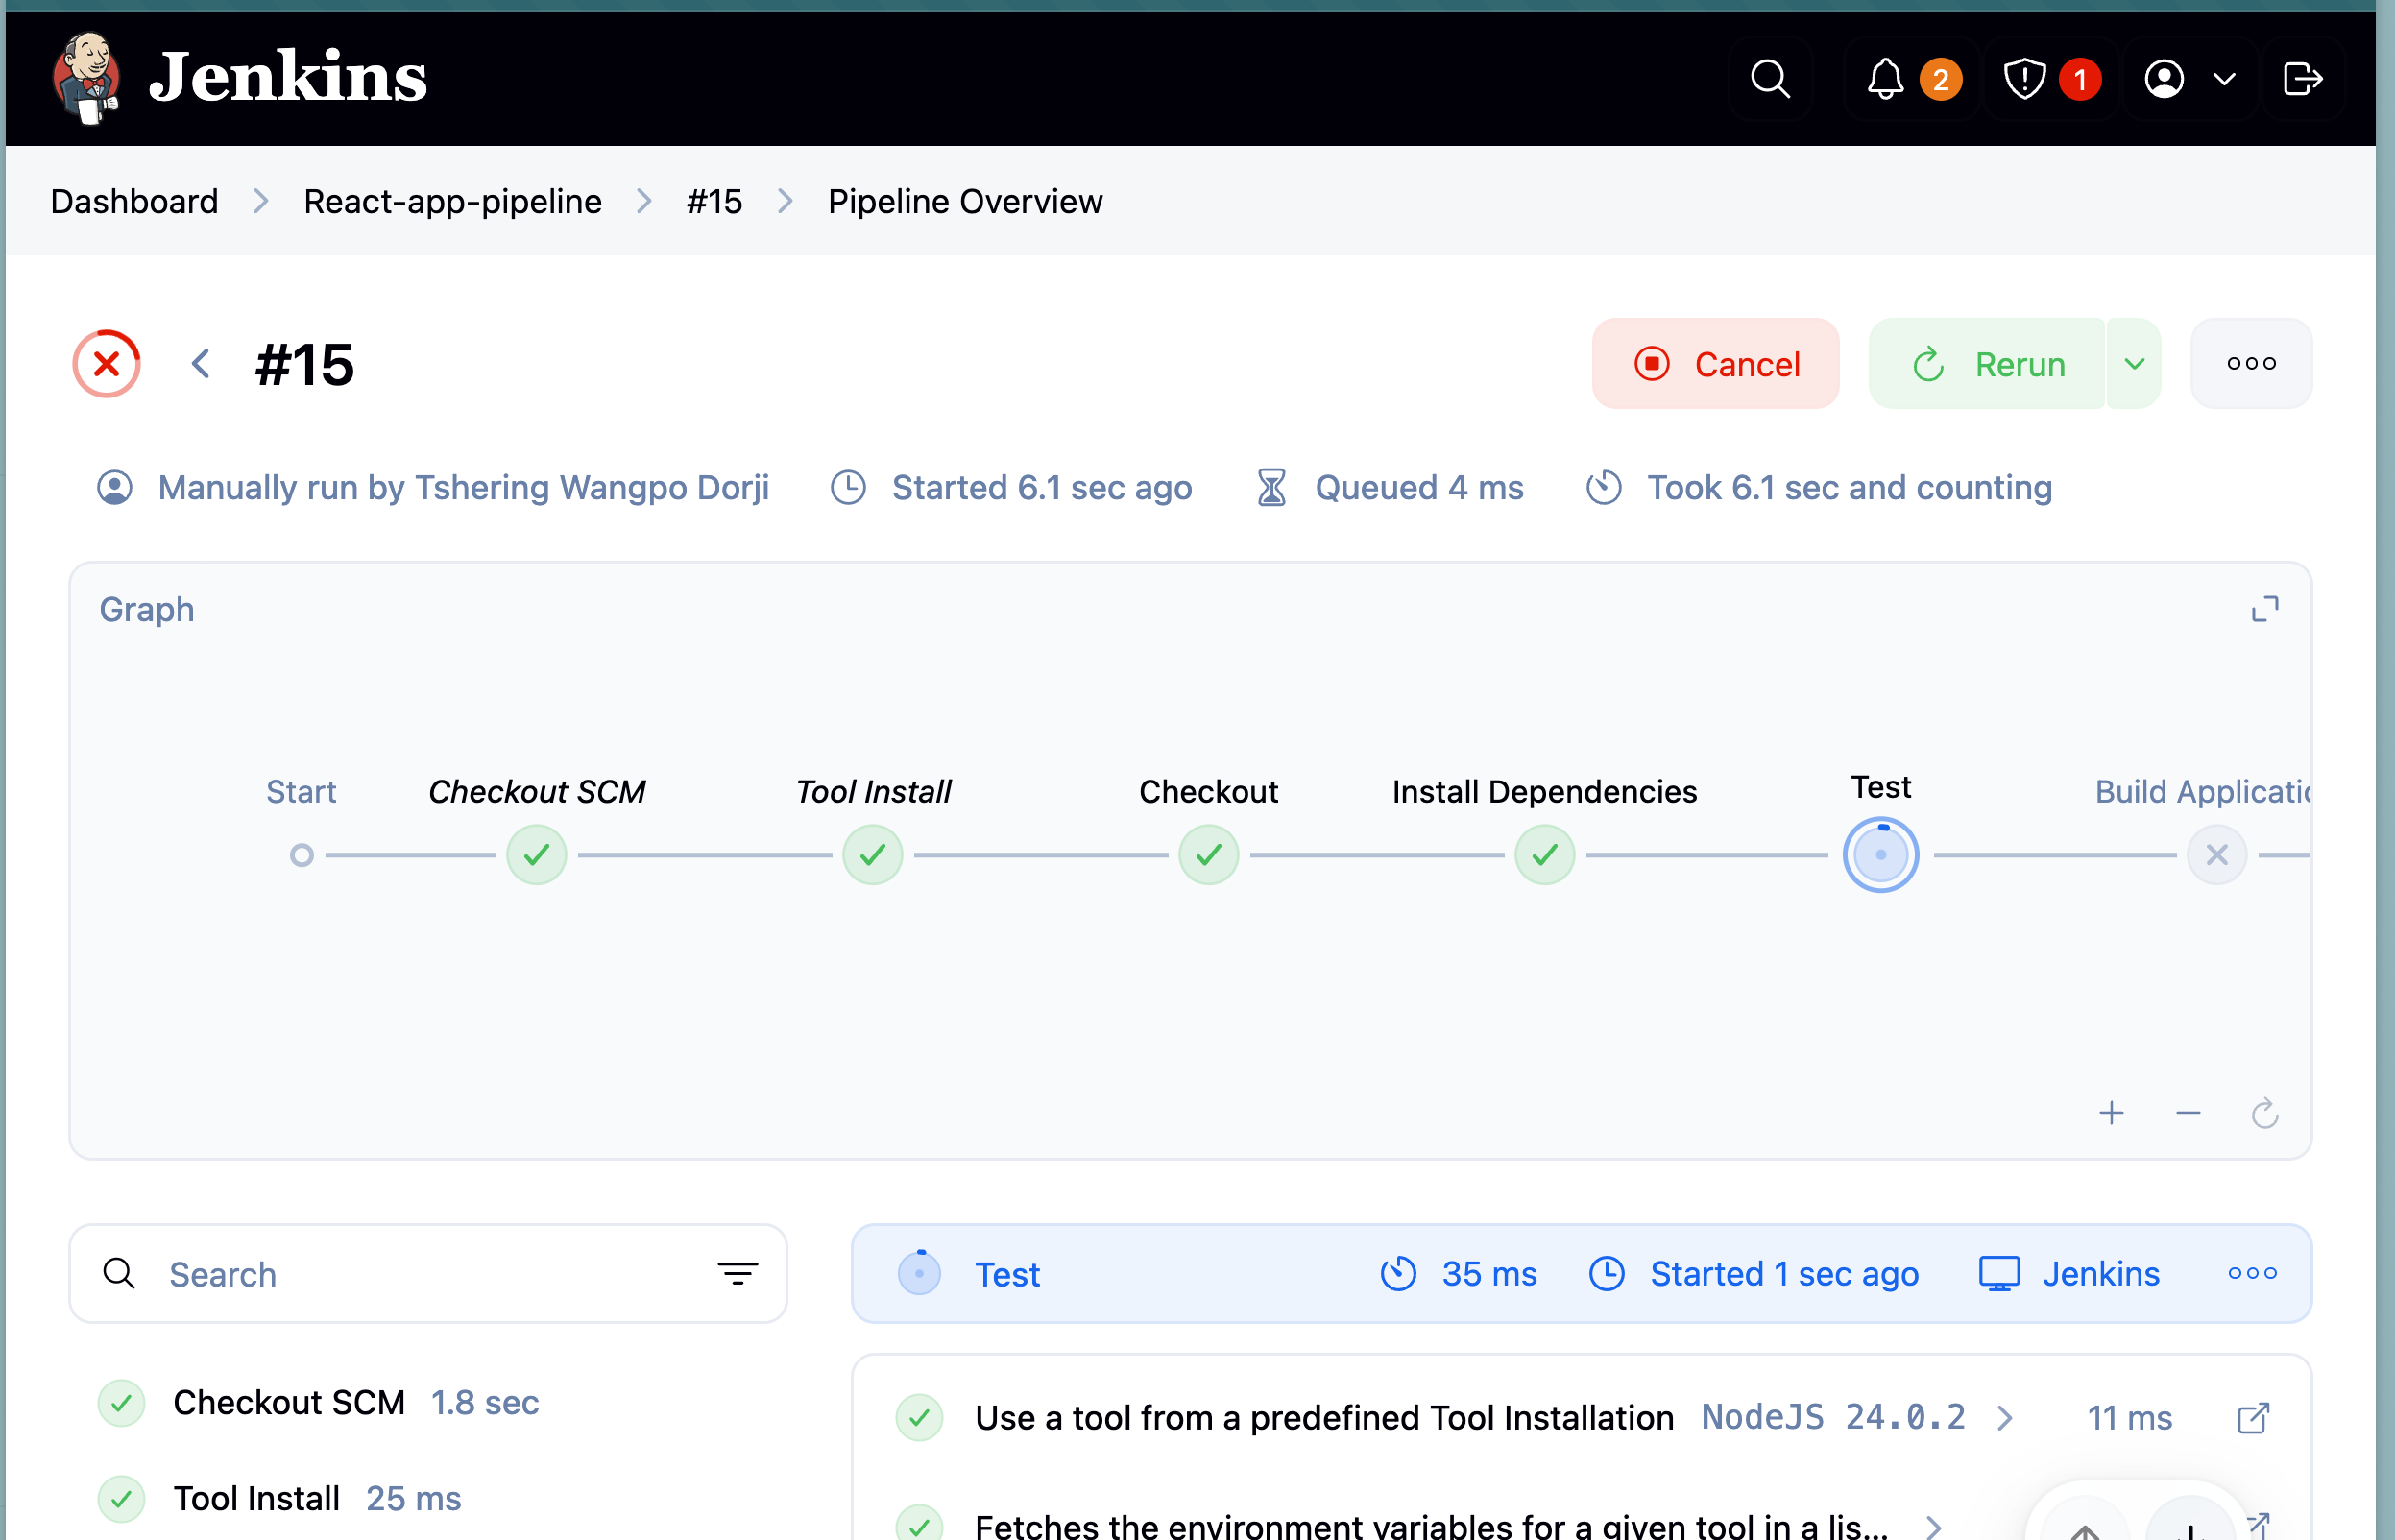 Jenkins
2
1
Dashboard
React-app-pipeline
#15
Pipeline Overview
#15
Cancel
Rerun
Manually run by Tshering Wangpo Dorji
Started 6.1 sec ago
Queued 4 ms
Took 6.1 sec and counting
Graph
Start
Checkout SCM
Tool Install
Checkout
Install Dependencies
Test
Build Applicatio
Search
Test
35 ms
Started 1 sec ago
Jenkins
Checkout SCM 1.8 sec
Tool Install 25 ms
Use a tool from a predefined Tool Installation NodeJS 24.0.2
11 ms
Fetches the environment variables for a given tool in a lis...